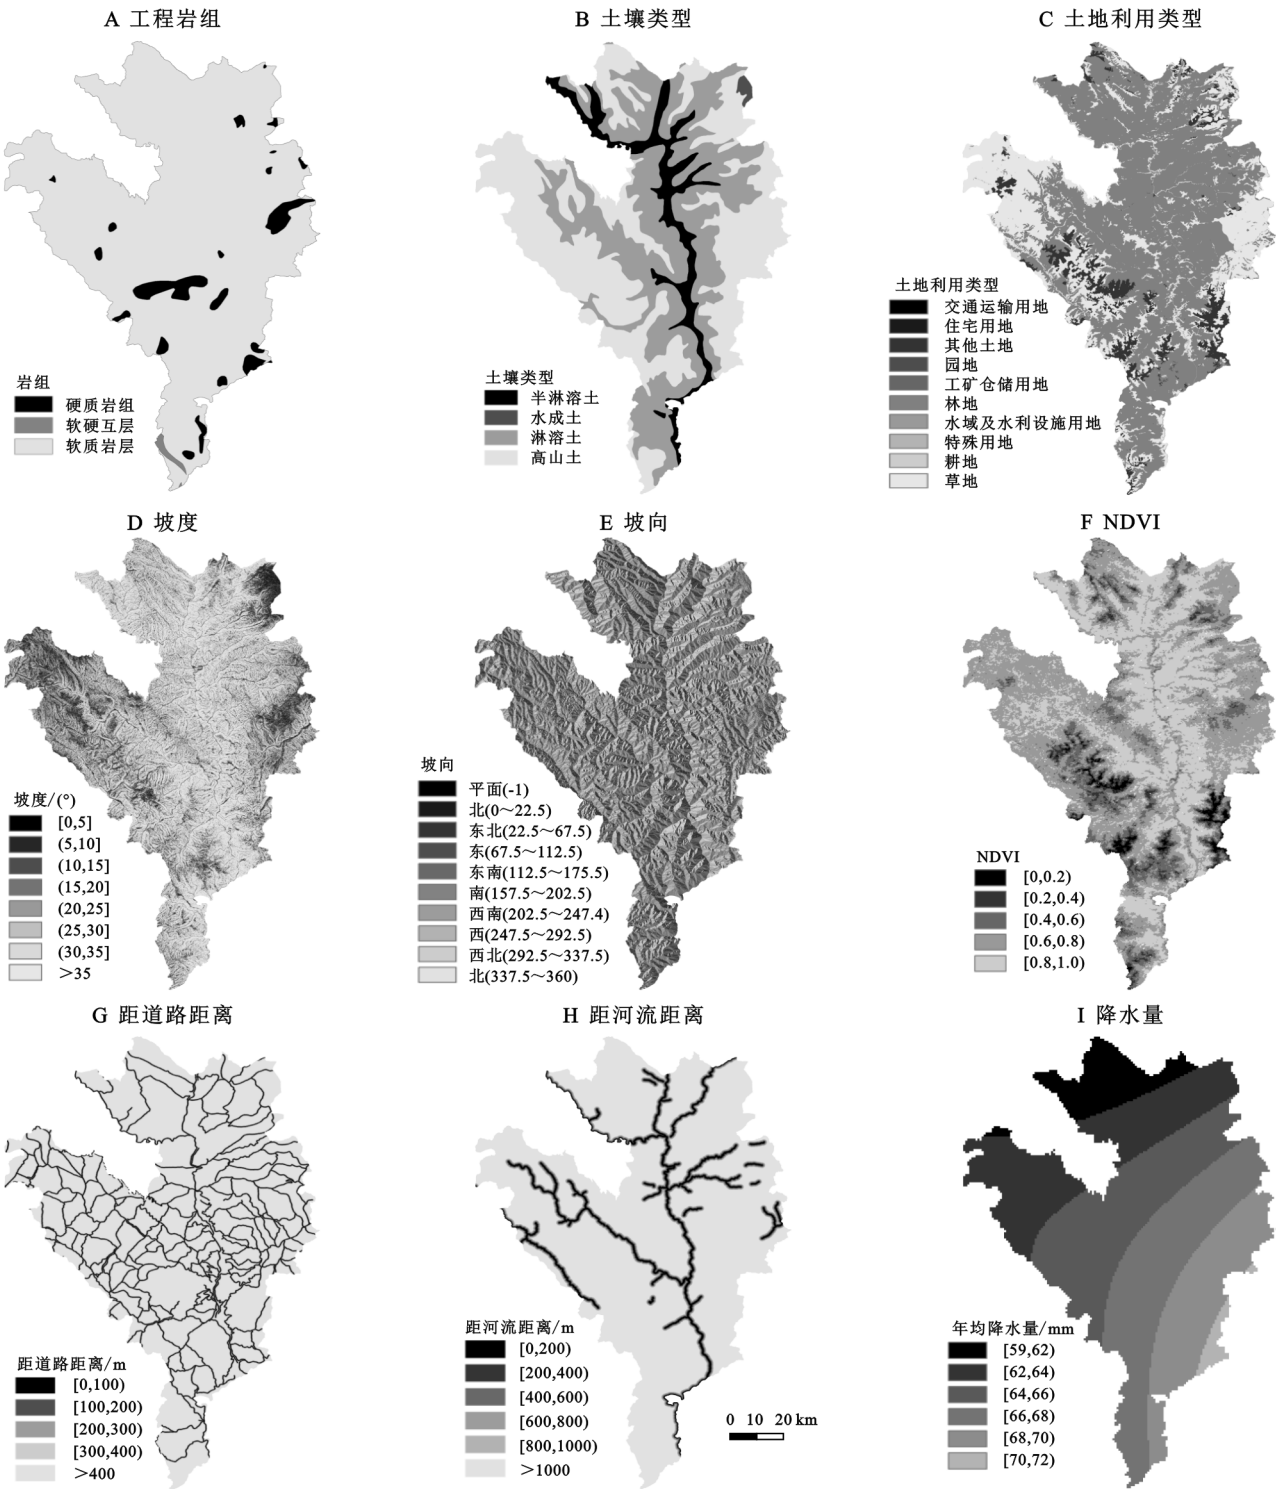 A 工程岩组
B 土壤类型
C 土地利用类型
岩组
硬质岩组
软硬互层
软质岩层
土壤类型
半淋溶土
水成土
淋溶土
高山土
土地利用类型
交通运输用地
住宅用地
其他土地
园地
工矿仓储用地
林地
水域及水利设施用地
特殊用地
耕地
草地
D 坡度
E 坡向
F NDVI
坡度/(°)
[0,5]
(5,10]
(10,15]
(15,20]
(20,25]
(25,30]
(30,35]
>35
坡向
平面(-1)
北(0～22.5)
东北(22.5～67.5)
东(67.5～112.5)
东南(112.5～175.5)
南(157.5～202.5)
西南(202.5～247.4)
西(247.5～292.5)
西北(292.5～337.5)
北(337.5～360)
NDVI
[0,0.2)
[0.2,0.4)
[0.4,0.6)
[0.6,0.8)
[0.8,1.0)
G 距道路距离
H 距河流距离
I 降水量
距道路距离/m
[0,100)
[100,200)
[200,300)
[300,400)
>400
距河流距离/m
[0,200)
[200,400)
[400,600)
[600,800)
[800,1000)
>1000
0 10 20 km
年均降水量/mm
[59,62)
[62,64)
[64,66)
[66,68)
[68,70)
[70,72)